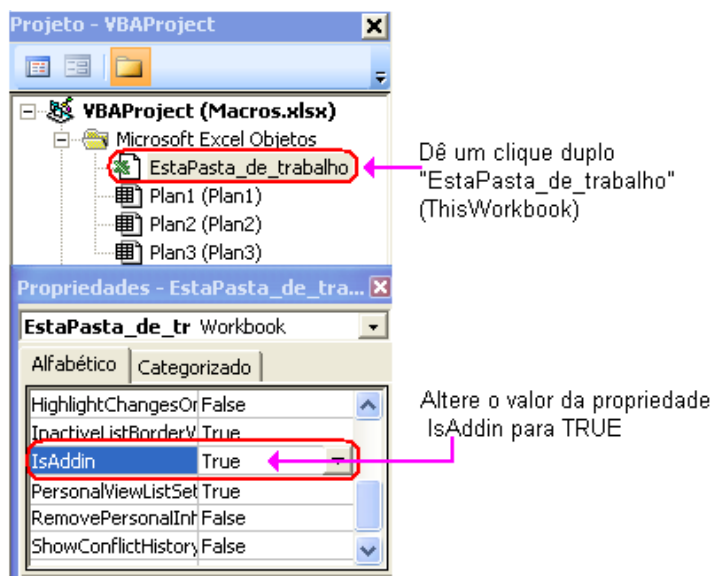 Projeto - VBAProject
VBAProject (Macros.xlsx)
Microsoft Excel Objetos
EstaPasta_de_trabalho
Plan1 (Plan1)
Plan2 (Plan2)
Plan3 (Plan3)
Dê um clique duplo
"EstaPasta_de_trabalho"
(ThisWorkbook)
Propriedades - EstaPasta_de_tra...
EstaPasta_de_tr Workbook
Alfabético Categorizado
HighlightChangesOr False
InactiveListBorderV True
IsAddin True
PersonalViewListSet True
RemovePersonalInf False
ShowConflictHistory False
Altere o valor da propriedade
IsAddin para TRUE